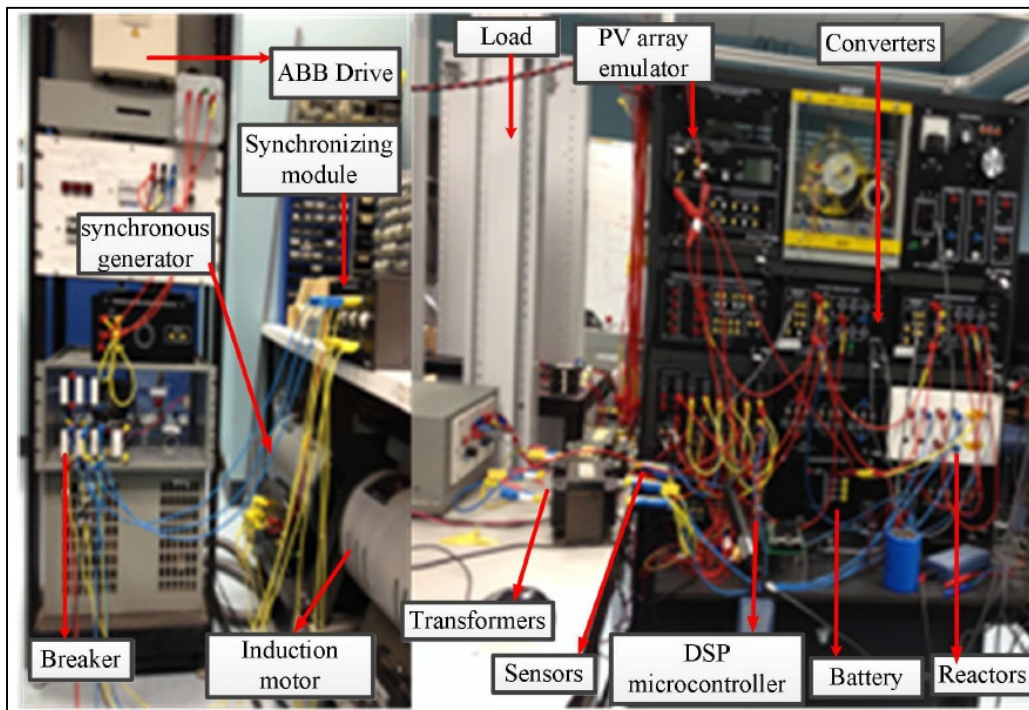 ABB Drive
Synchronizing
module
synchronous
generator
Breaker
Induction
motor
Load
PV array
emulator
Converters
Transformers
Sensors
DSP
microcontroller
Battery
Reactors